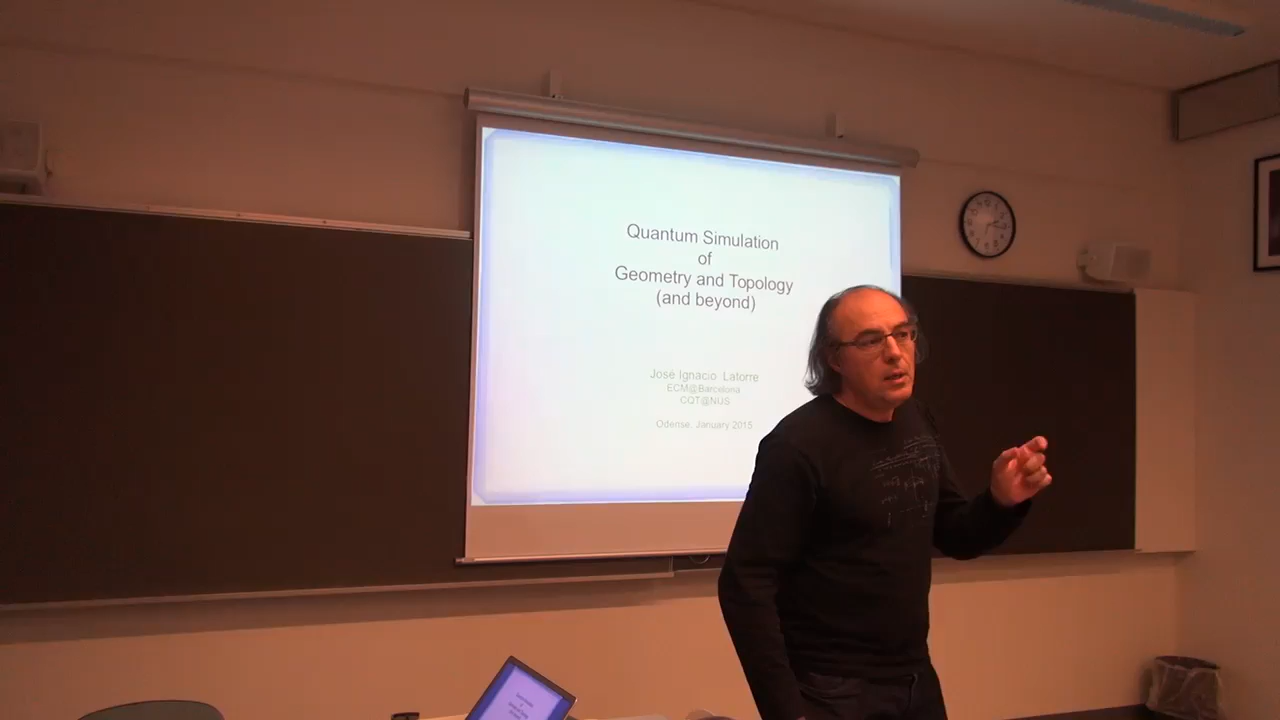 Quantum Simulation
of
Geometry and Topology
(and beyond)
José Ignacio Latorre
ECM@Barcelona
CQT@NUS
Odense, January 2015